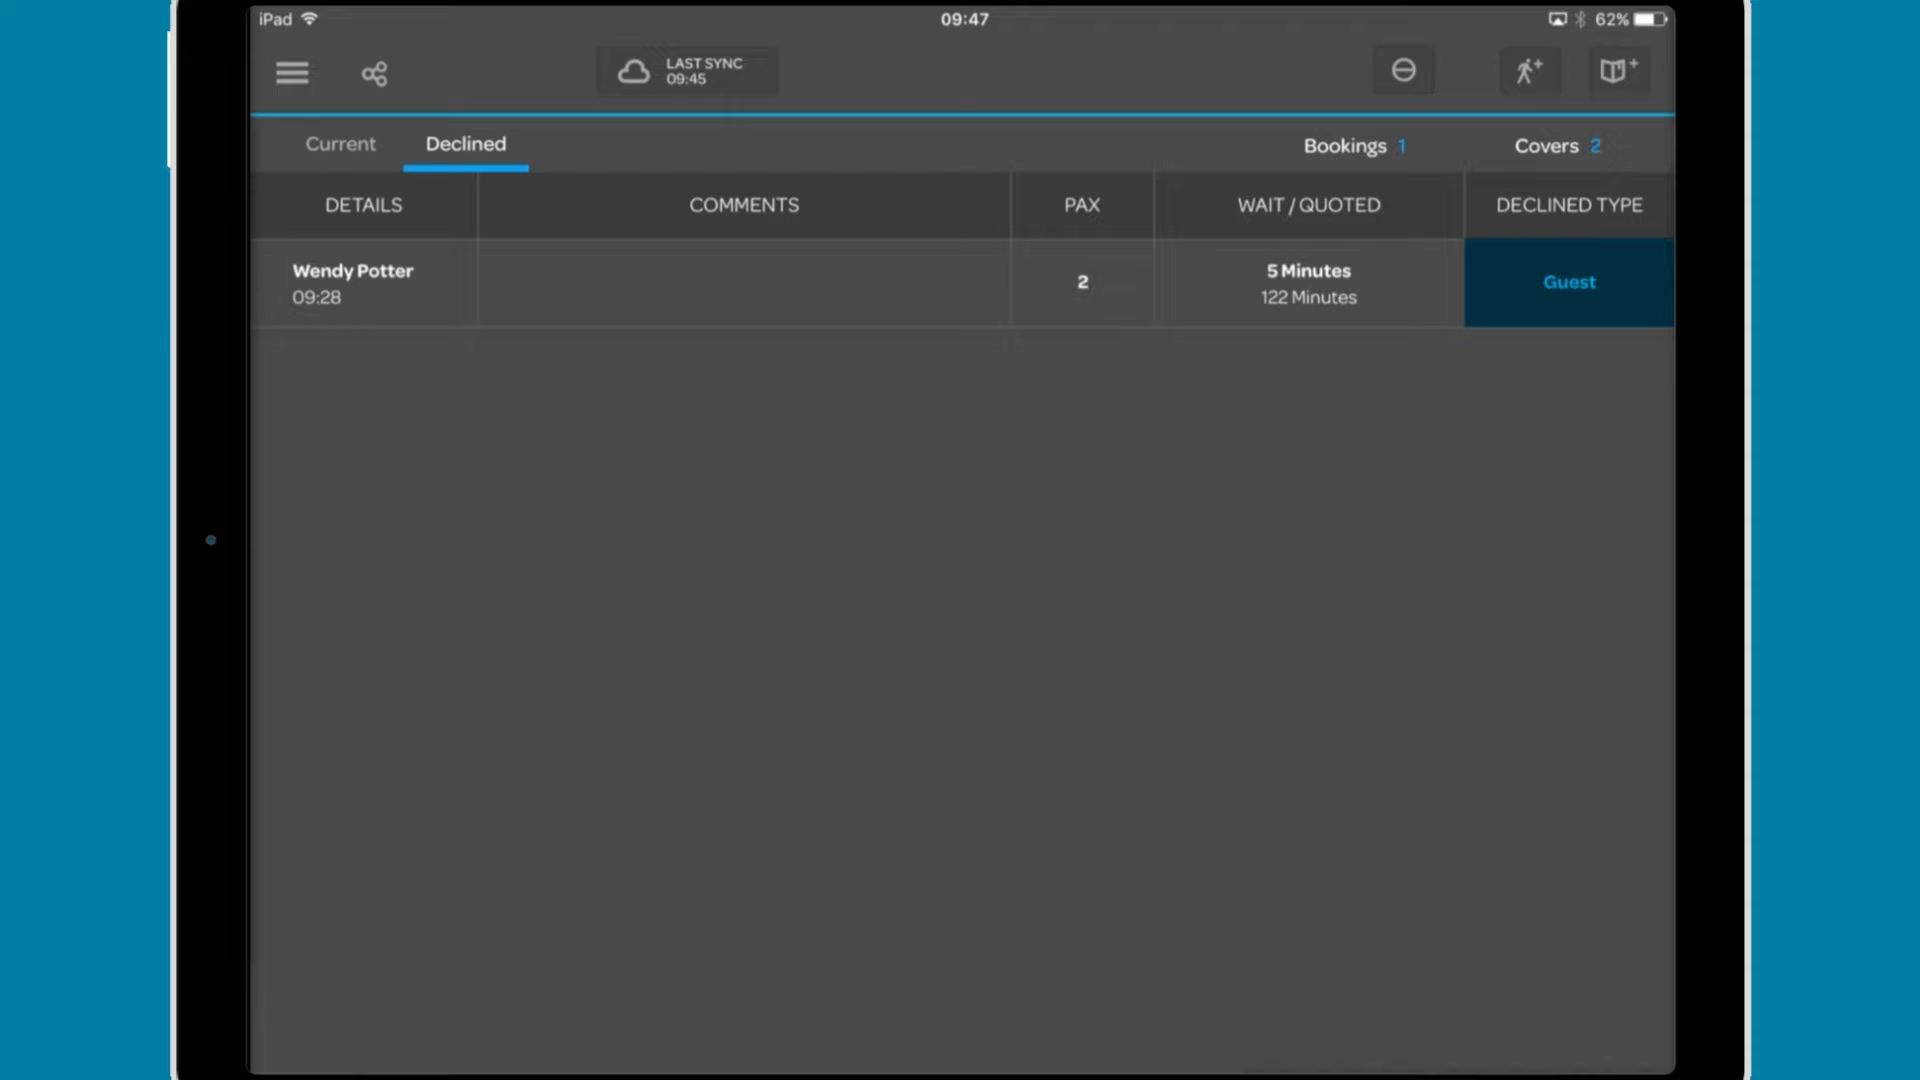 iPad
09:47
62%
LAST SYNC
09:45
Current
Declined
Bookings 1
Covers 2
DETAILS
COMMENTS
PAX
WAIT / QUOTED
DECLINED TYPE
Wendy Potter
09:28
2
5 Minutes
122 Minutes
Guest